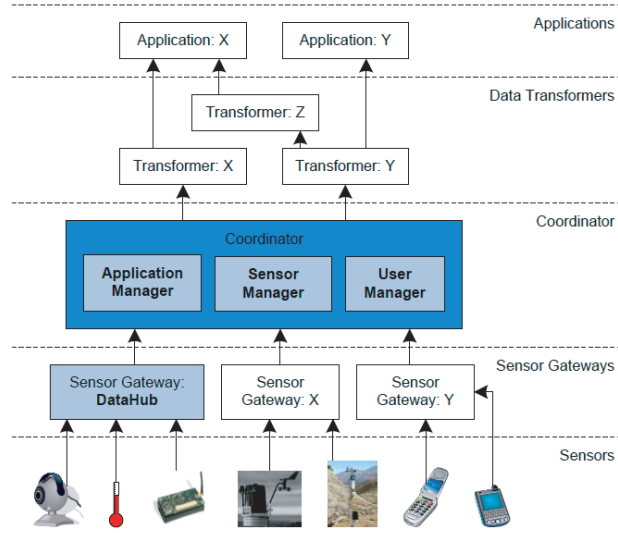 Applications
Application: X
Application: Y
Data Transformers
Transformer: Z
Transformer: X
Transformer: Y
Coordinator
Coordinator
Application
Manager
Sensor
Manager
User
Manager
Sensor Gateways
Sensor Gateway:
DataHub
Sensor
Gateway: X
Sensor
Gateway: Y
Sensors